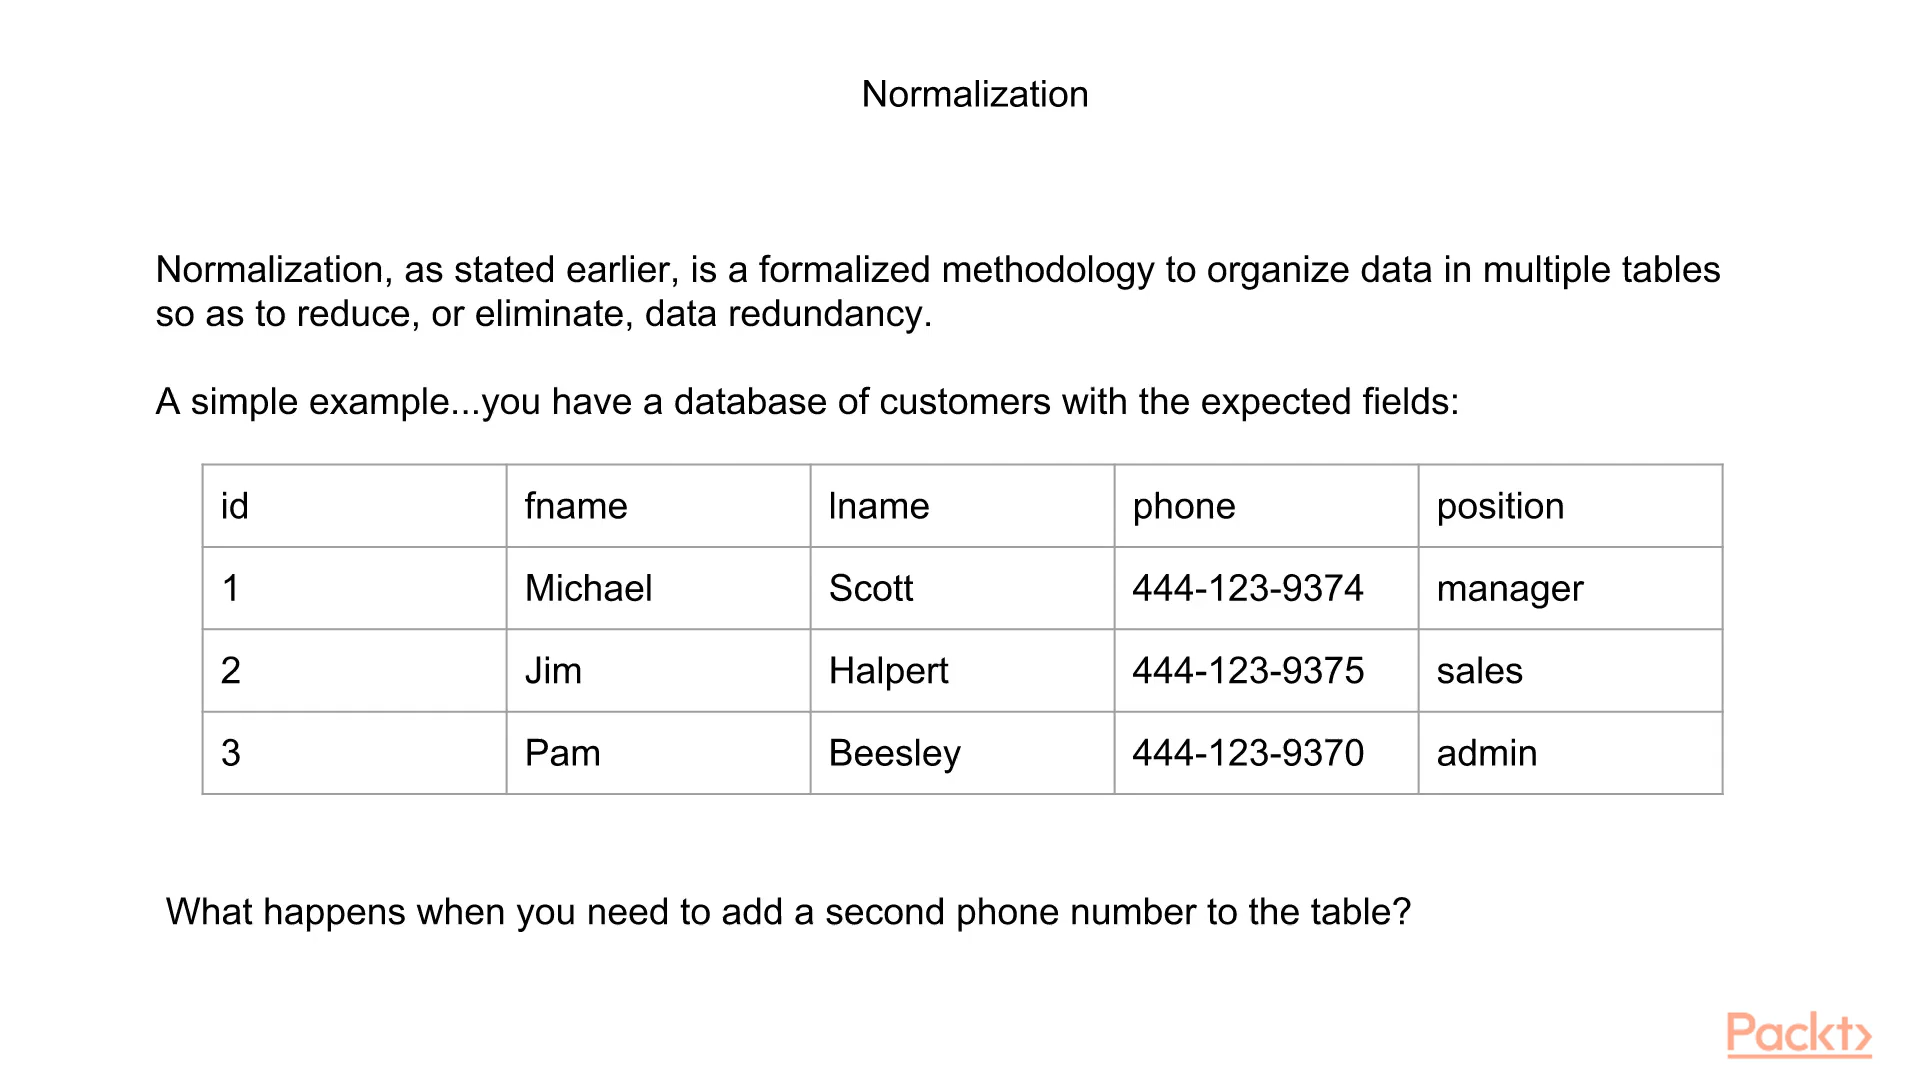 Normalization
Normalization, as stated earlier, is a formalized methodology to organize data in multiple tables
so as to reduce, or eliminate, data redundancy.
A simple example...you have a database of customers with the expected fields:
id fname lname phone position
1 Michael Scott 444-123-9374 manager
2 Jim Halpert 444-123-9375 sales
3 Pam Beesley 444-123-9370 admin
What happens when you need to add a second phone number to the table?
Packt>